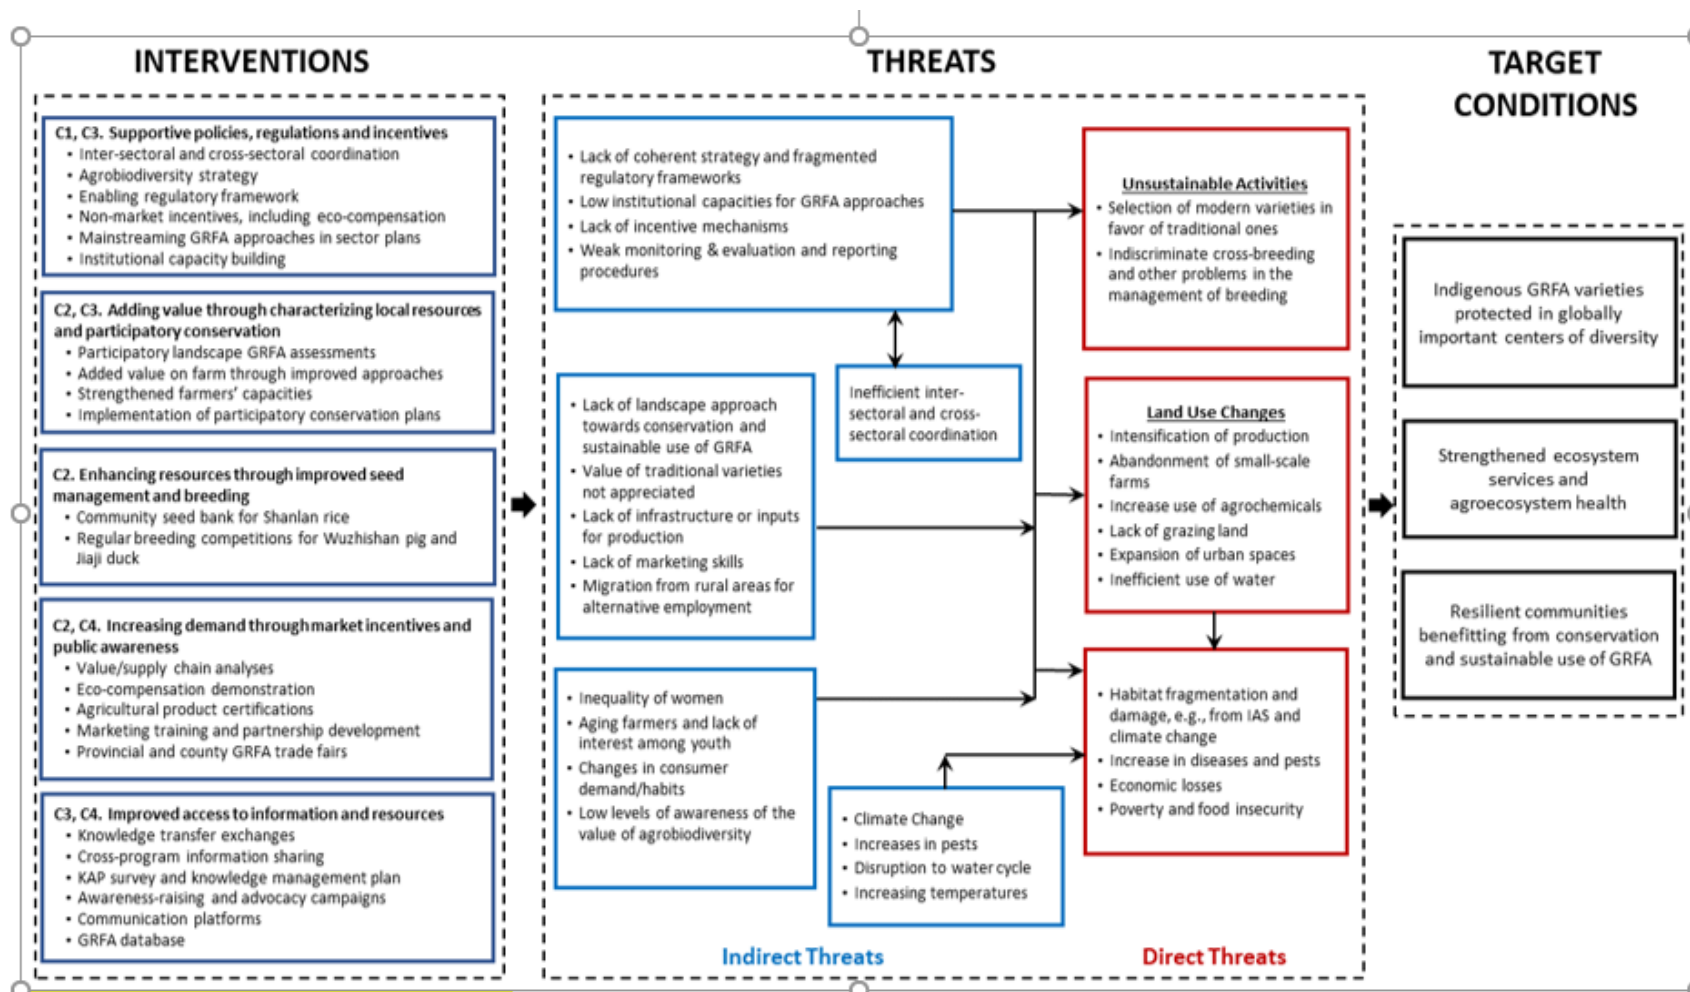 INTERVENTIONS
C1, C3. Supportive policies, regulations and incentives
• Inter-sectoral and cross-sectoral coordination
• Agrobiodiversity strategy
• Enabling regulatory framework
• Non-market incentives, including eco-compensation
• Mainstreaming GRFA approaches in sector plans
• Institutional capacity building
C2, C3. Adding value through characterizing local resources
and participatory conservation
• Participatory landscape GRFA assessments
• Added value on farm through improved approaches
• Strengthened farmers' capacities
• Implementation of participatory conservation plans
C2. Enhancing resources through improved seed
management and breeding
• Community seed bank for Shanlan rice
• Regular breeding competitions for Wuzhishan pig and
Jiaji duck
C2, C4. Increasing demand through market incentives and
public awareness
• Value/supply chain analyses
• Eco-compensation demonstration
• Agricultural product certifications
• Marketing training and partnership development
• Provincial and county GRFA trade fairs
C3, C4. Improved access to information and resources
• Knowledge transfer exchanges
• Cross-program information sharing
• KAP survey and knowledge management plan
• Awareness-raising and advocacy campaigns
• Communication platforms
• GRFA database
THREATS
• Lack of coherent strategy and fragmented
regulatory frameworks
• Low institutional capacities for GRFA approaches
• Lack of incentive mechanisms
• Weak monitoring & evaluation and reporting
procedures
Inefficient inter-
sectoral and cross-
sectoral coordination
• Lack of landscape approach
towards conservation and
sustainable use of GRFA
• Value of traditional varieties
not appreciated
• Lack of infrastructure or inputs
for production
• Lack of marketing skills
• Migration from rural areas for
alternative employment
• Inequality of women
• Aging farmers and lack of
interest among youth
• Changes in consumer
demand/habits
• Low levels of awareness of the
value of agrobiodiversity
• Climate Change
• Increases in pests
• Disruption to water cycle
• Increasing temperatures
Indirect Threats
Unsustainable Activities
• Selection of modern varieties in
favor of traditional ones
• Indiscriminate cross-breeding
and other problems in the
management of breeding
Land Use Changes
• Intensification of production
• Abandonment of small-scale
farms
• Increase use of agrochemicals
• Lack of grazing land
• Expansion of urban spaces
• Inefficient use of water
• Habitat fragmentation and
damage, e.g., from IAS and
climate change
• Increase in diseases and pests
• Economic losses
• Poverty and food insecurity
Direct Threats
TARGET
CONDITIONS
Indigenous GRFA varieties
protected in globally
important centers of diversity
Strengthened ecosystem
services and
agroecosystem health
Resilient communities
benefitting from conservation
and sustainable use of GRFA